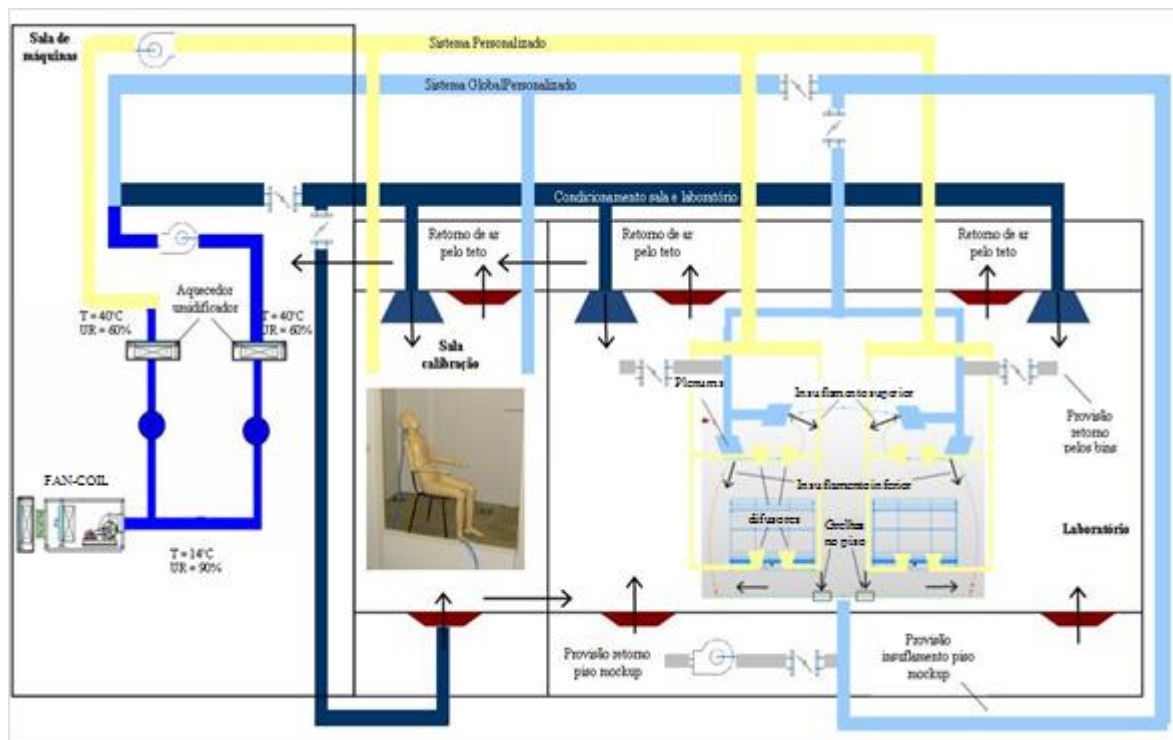 Sala de
máquinas
Sistema Personalizado
Sistema GlobalPersonalizado
Condicionamento sala e laboratório
Retorno de ar
pelo teto
Retorno de ar
pelo teto
Retorno de ar
pelo teto
Aquecedor
umidificador
T = 40°C
UR = 60%
T = 40°C
UR = 60%
Sala
calibração
Plenuns
Insuflamento superior
Provisão
retorno
pelos bins
Insuflamento inferior
FAN-COIL
difusores
Grelhas
no piso
Laboratório
T = 14°C
UR = 90%
Provisão retorno
piso mockup
Provisão
insuflamento piso
mockup